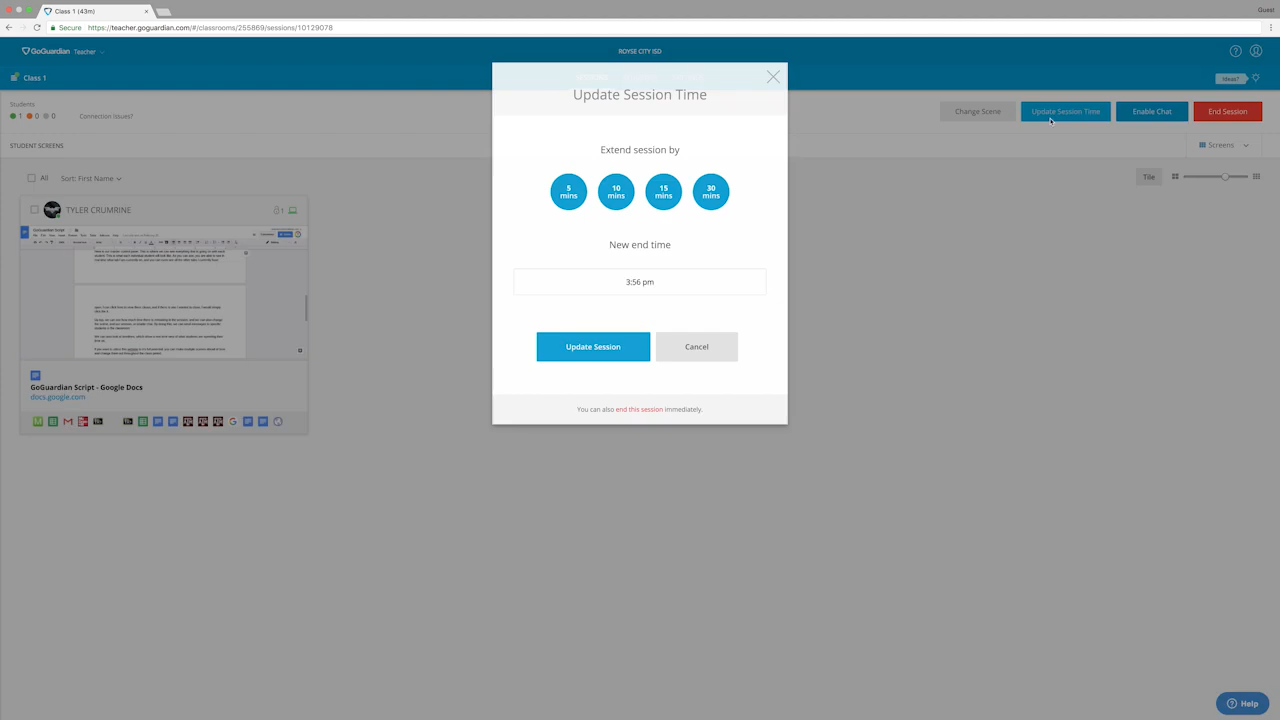 Class 1 (43m)
Guest
Secure
https://teacher.goguardian.com/#/classrooms/255869/sessions/10129078
GoGuardian Teacher
ROYSE CITY ISD
Class 1
Ideas?
Update Session Time
Students
1 0 0
Connection Issues?
Change Scene
Update Session Time
Enable Chat
End Session
STUDENT SCREENS
Screens
Extend session by
All
Sort: First Name
Tile
5 mins
10 mins
15 mins
30 mins
TYLER CRUMRINE
1
New end time
3:56 pm
Update Session
Cancel
GoGuardian Script - Google Docs
docs.google.com
You can also end this session immediately.
Help